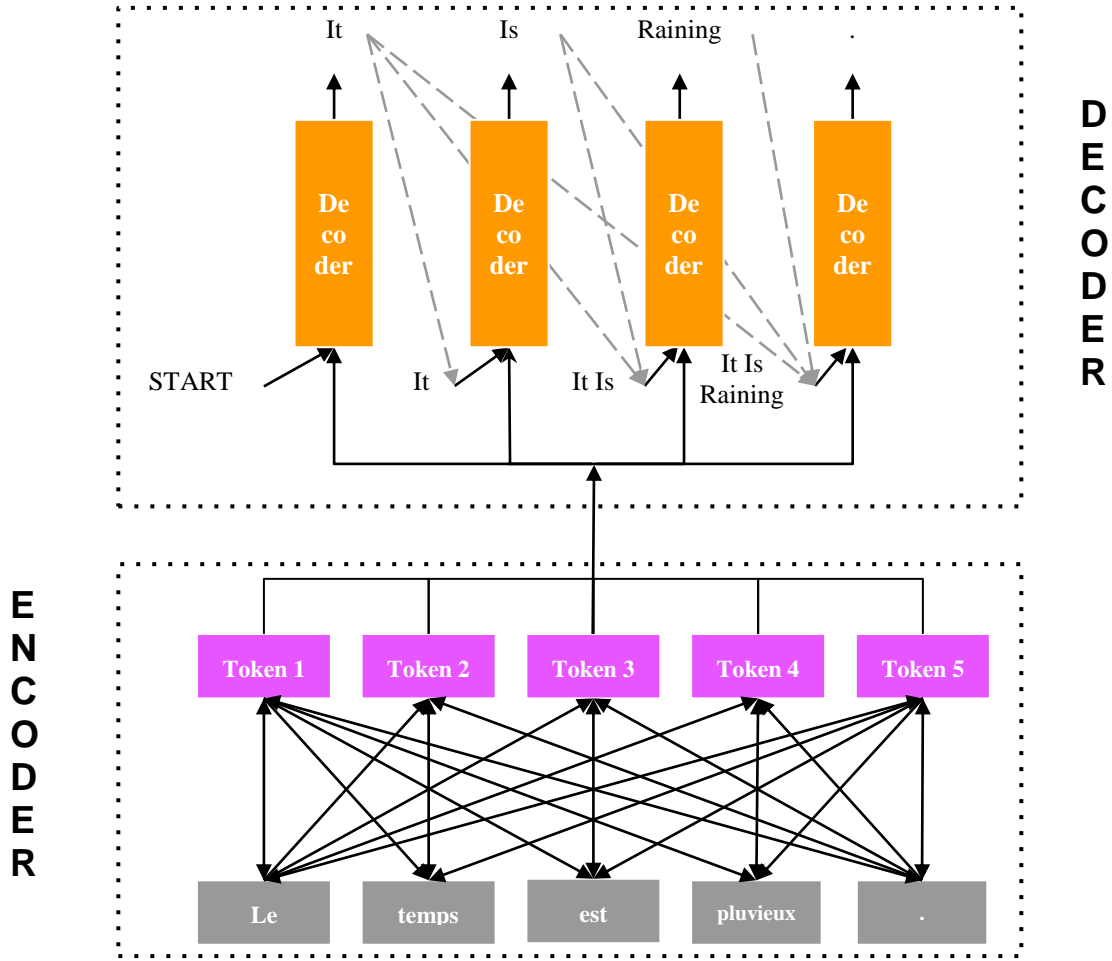 It Is Raining .
D
E
C
O
D
E
R
De De De De
co co co co
der der der der
START It It Is It Is
Raining
E
N
C
O
D
E
R
Token 1 Token 2 Token 3 Token 4 Token 5
Le temps est pluvieux .